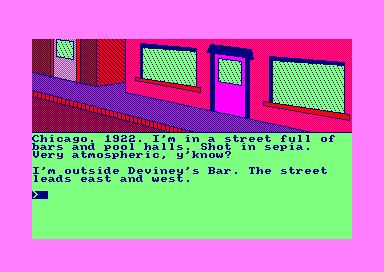 Chicago. 1922. I'm in a street full of
bars and pool halls. Shot in sepia.
Very atmospheric, y'know?
I'm outside Deviney's Bar. The street
leads east and west.
>